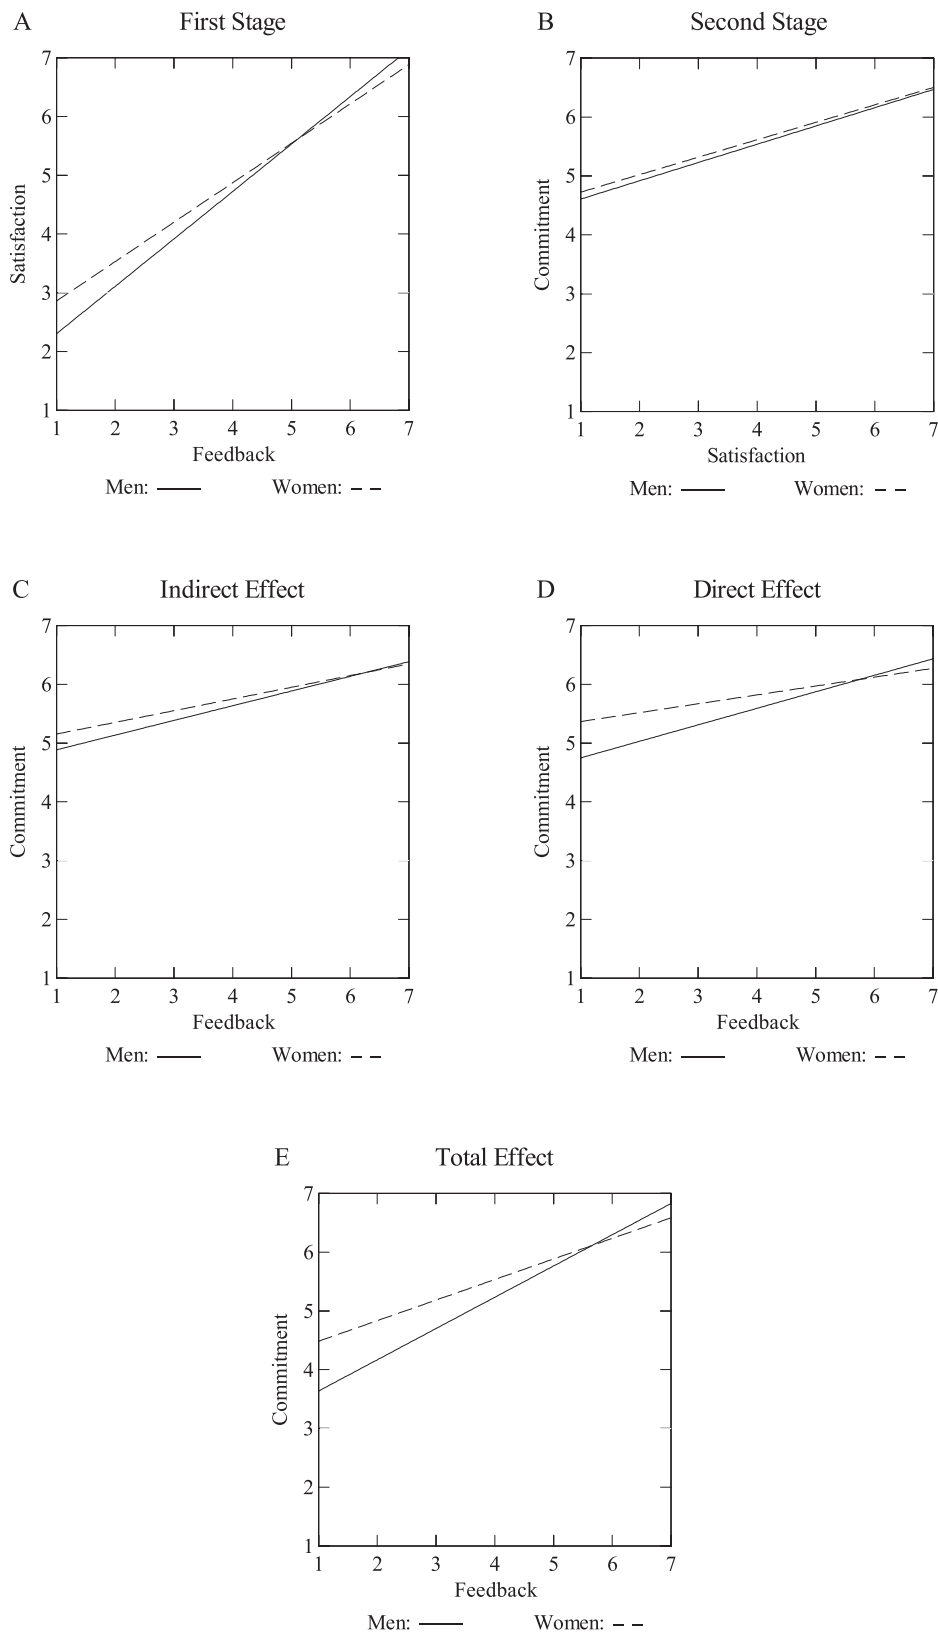 A First Stage
7
6
5
4
3
2
1
Satisfaction
1 2 3 4 5 6 7
Feedback
Men: Women:
B Second Stage
7
6
5
4
3
2
1
Commitment
1 2 3 4 5 6 7
Satisfaction
Men: Women:
C Indirect Effect
7
6
5
4
3
2
1
Commitment
1 2 3 4 5 6 7
Feedback
Men: Women:
D Direct Effect
7
6
5
4
3
2
1
Commitment
1 2 3 4 5 6 7
Feedback
Men: Women:
E Total Effect
7
6
5
4
3
2
1
Commitment
1 2 3 4 5 6 7
Feedback
Men: Women: